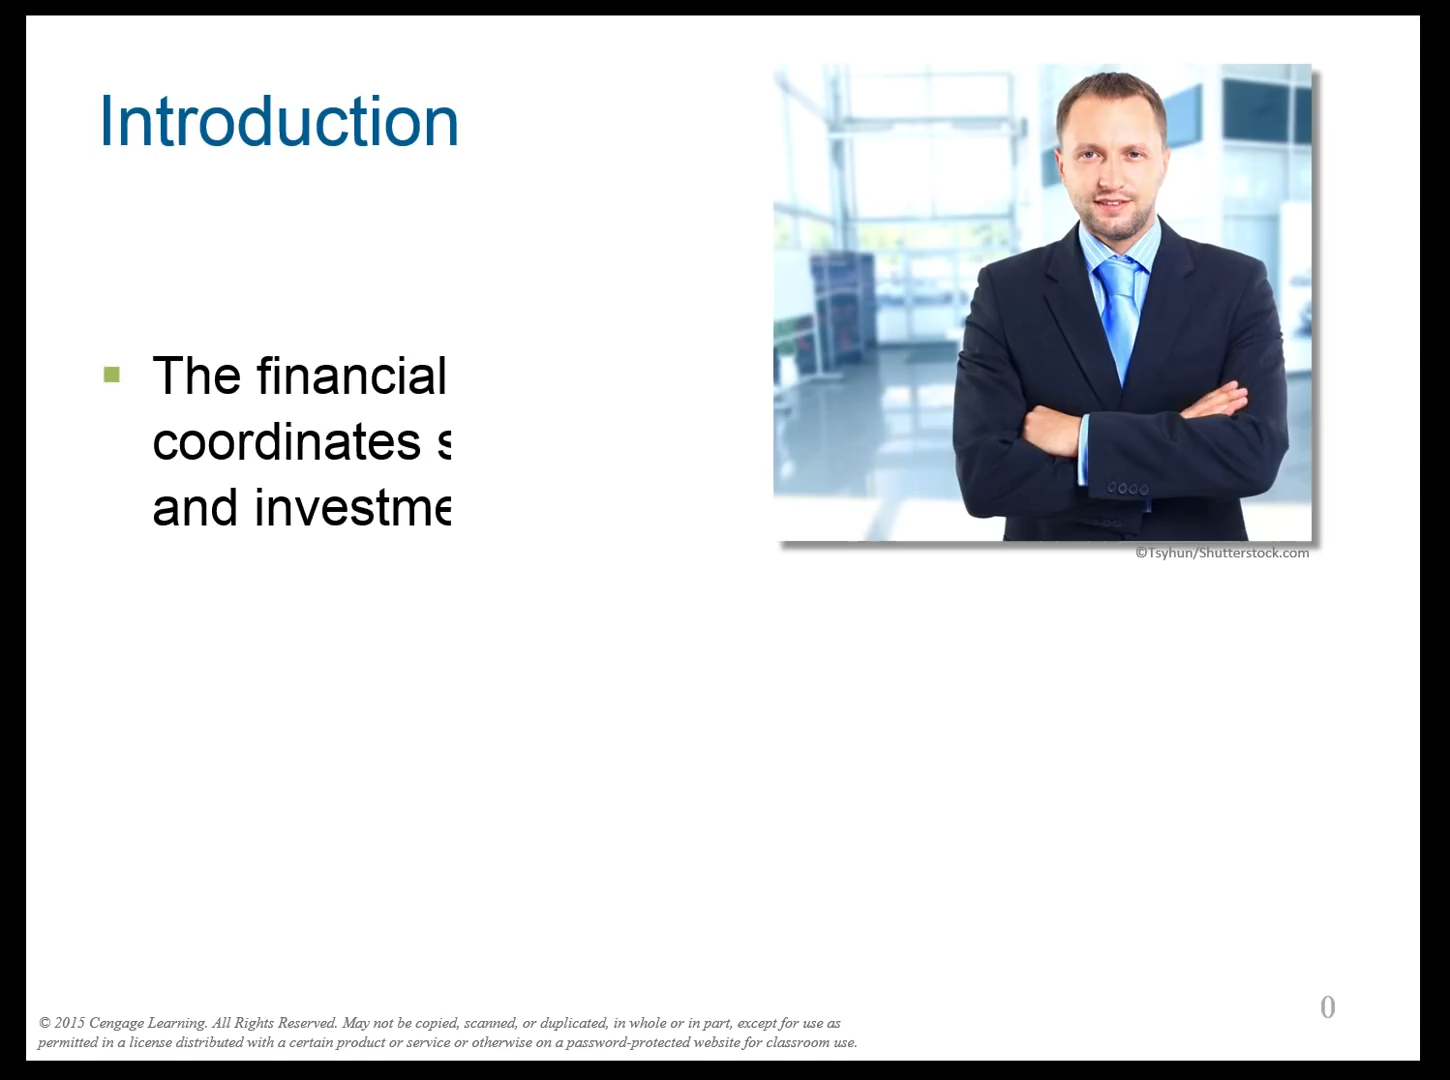 Introduction
The financial
coordinates
and
©Tsyhun/Shutterstock.com
0
© 2015 Cengage Learning. All Rights Reserved. May not be copied, scanned, or duplicated, in whole or in part, except for use as
permitted in a license distributed with a certain product or service or otherwise on a password-protected website for classroom use.